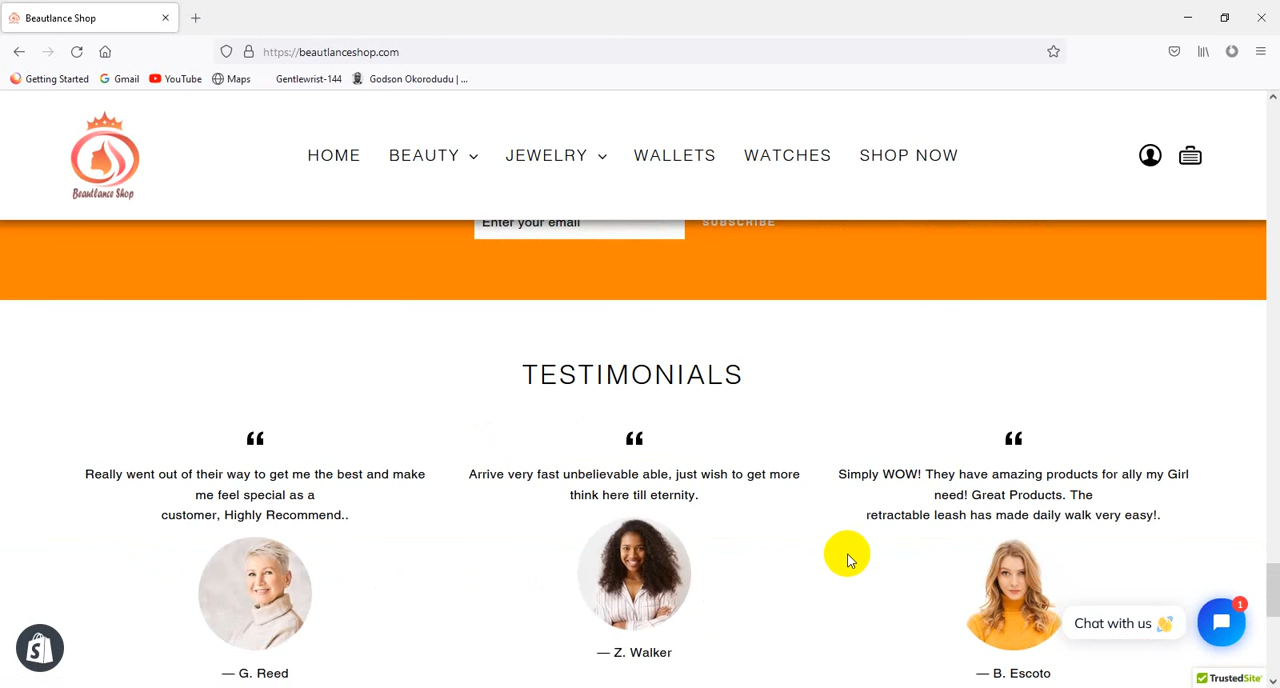 Beautlance Shop
https://beautlanceshop.com
Getting Started
Gmail
YouTube
Maps
Gentlewrist-144
Godson Okorodudu | ...
Beautlance Shop
HOME
BEAUTY
JEWELRY
WALLETS
WATCHES
SHOP NOW
Enter your email
SUBSCRIBE
TESTIMONIALS
“
Really went out of their way to get me the best and make
me feel special as a
customer, Highly Recommend..
— G. Reed
“
Arrive very fast unbelievable able, just wish to get more
think here till eternity.
— Z. Walker
“
Simply WOW! They have amazing products for ally my Girl
need! Great Products. The
retractable leash has made daily walk very easy!.
— B. Escoto
Chat with us 👋
1
TrustedSite